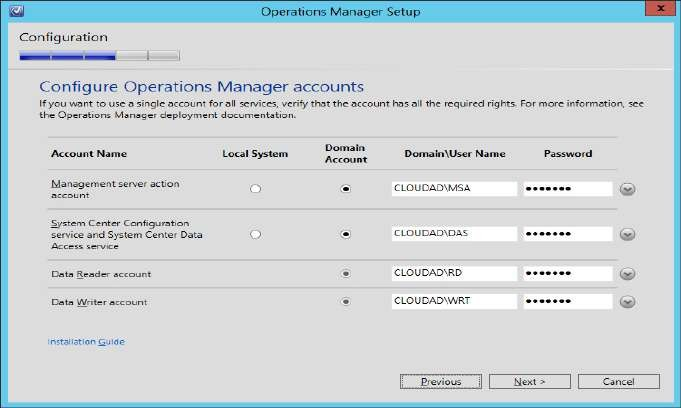 Operations Manager Setup
x
Configuration
Configure Operations Manager accounts
If you want to use a single account for all services, verify that the account has all the required rights. For more information, see
the Operations Manager deployment documentation.
Account Name Local System Domain Account Domain\User Name Password
Management server action
account
CLOUDAD\MSA •••••••
System Center Configuration
service and System Center Data
Access service
CLOUDAD\DAS •••••••
Data Reader account CLOUDAD\RD •••••••
Data Writer account CLOUDAD\WRT •••••••
Installation Guide
Previous Next > Cancel